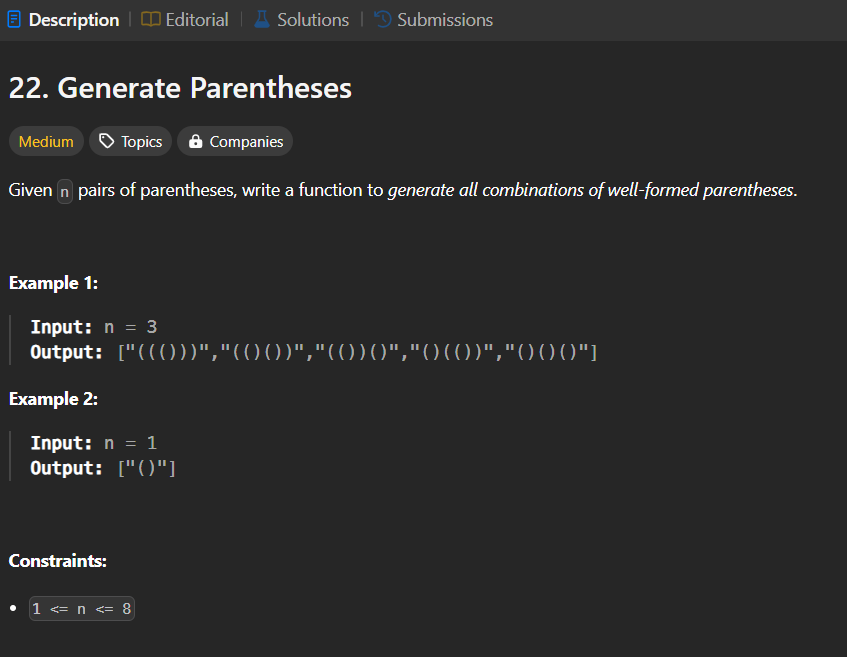 Description | Editorial | Solutions | Submissions
22. Generate Parentheses
Medium Topics Companies
Given n pairs of parentheses, write a function to generate all combinations of well-formed parentheses.
Example 1:
Input: n = 3
Output: ["((()))","(()())","(())()","()(())","()()()"]
Example 2:
Input: n = 1
Output: ["()"]
Constraints:
• 1 <= n <= 8